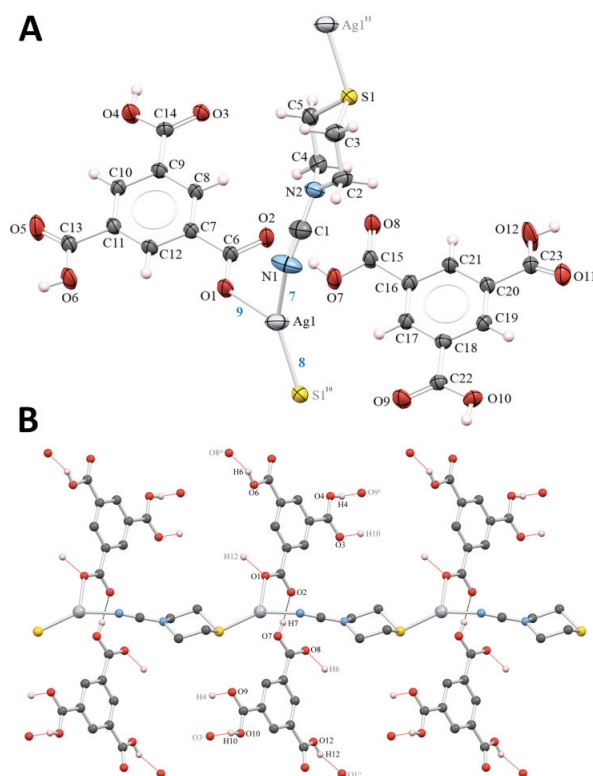 A
Ag1ᴵᴵ
O4 C14 O3 C5 S1
C3
C10 C9 C8 C4
N2 C2 O12
O5 C13 C7 O2 O8 C23
C11 C12 C6 C1 C15 C21
O6 N1 O7 C16 C20 O11
O1 7 C17 C19
9 Ag1 C18
8 C22
S1¹⁰ O9 O10
B
H6
O6 O4
H4
O3 H10
H12
O1
O2
H7
O7
O8
H6
H4 O9
O10 O12
H10 H12